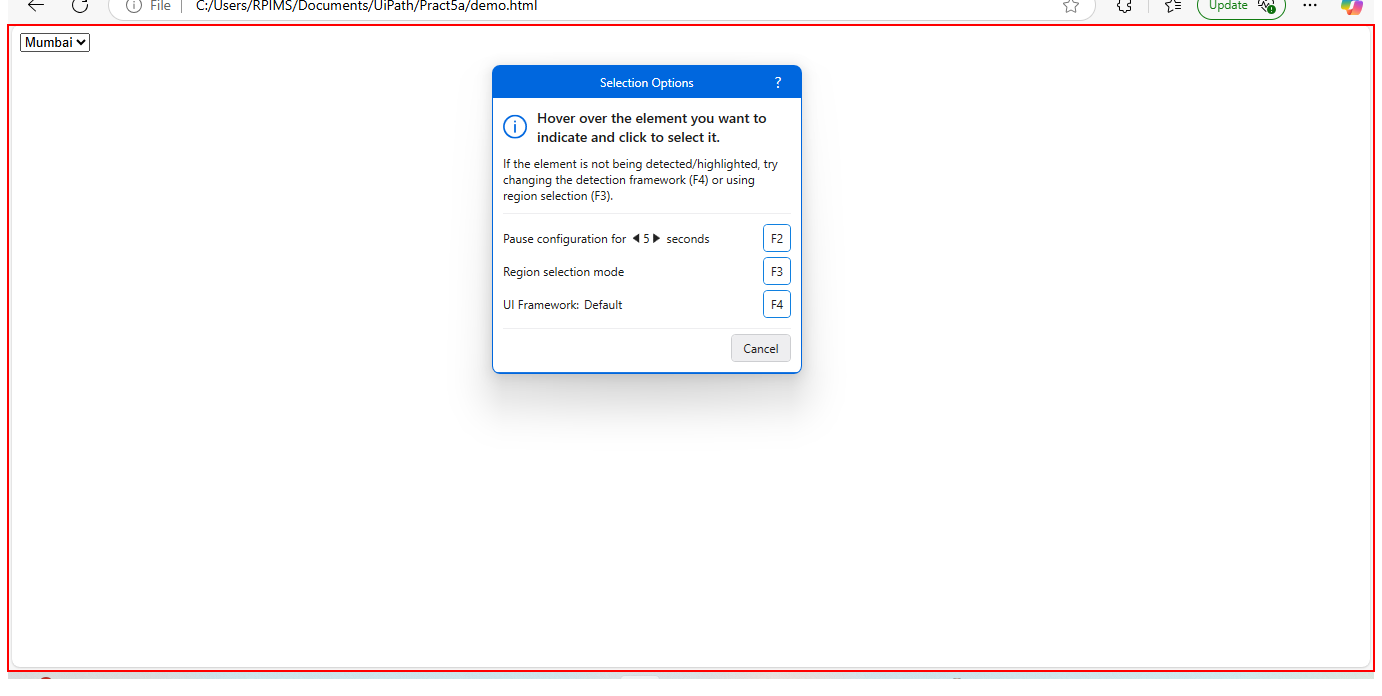 File C:/Users/RPIMS/Documents/UiPath/Pract5a/demo.html Update
Mumbai
Selection Options ?
Hover over the element you want to
indicate and click to select it.
If the element is not being detected/highlighted, try
changing the detection framework (F4) or using
region selection (F3).
Pause configuration for 5 seconds F2
Region selection mode F3
UI Framework: Default F4
Cancel